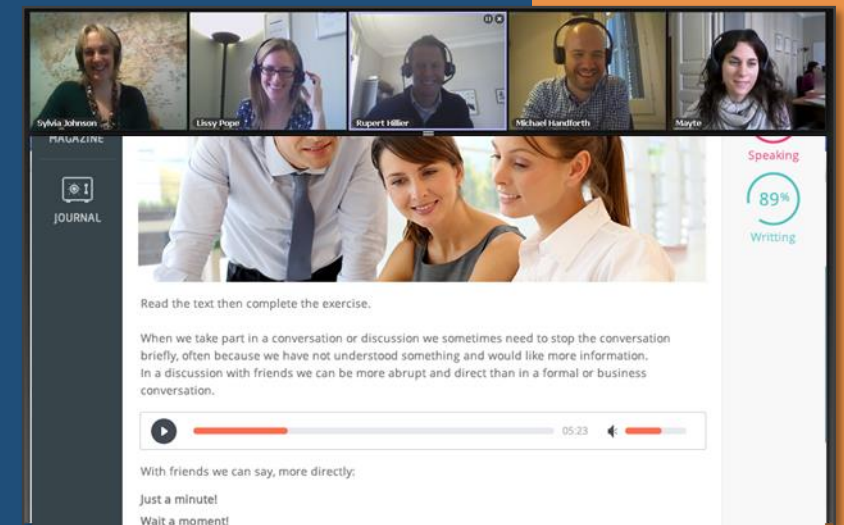 Sylvia Johnson
Lissy Pope
Rupert Hillier
Michael Handforth
Mayte
MAGAZINE
JOURNAL
Speaking
89%
Writting
Read the text then complete the exercise.
When we take part in a conversation or discussion we sometimes need to stop the conversation
briefly, often because we have not understood something and would like more information.
In a discussion with friends we can be more abrupt and direct than in a formal or business
conversation.
05:23
With friends we can say, more directly:
Just a minute!
Wait a moment!